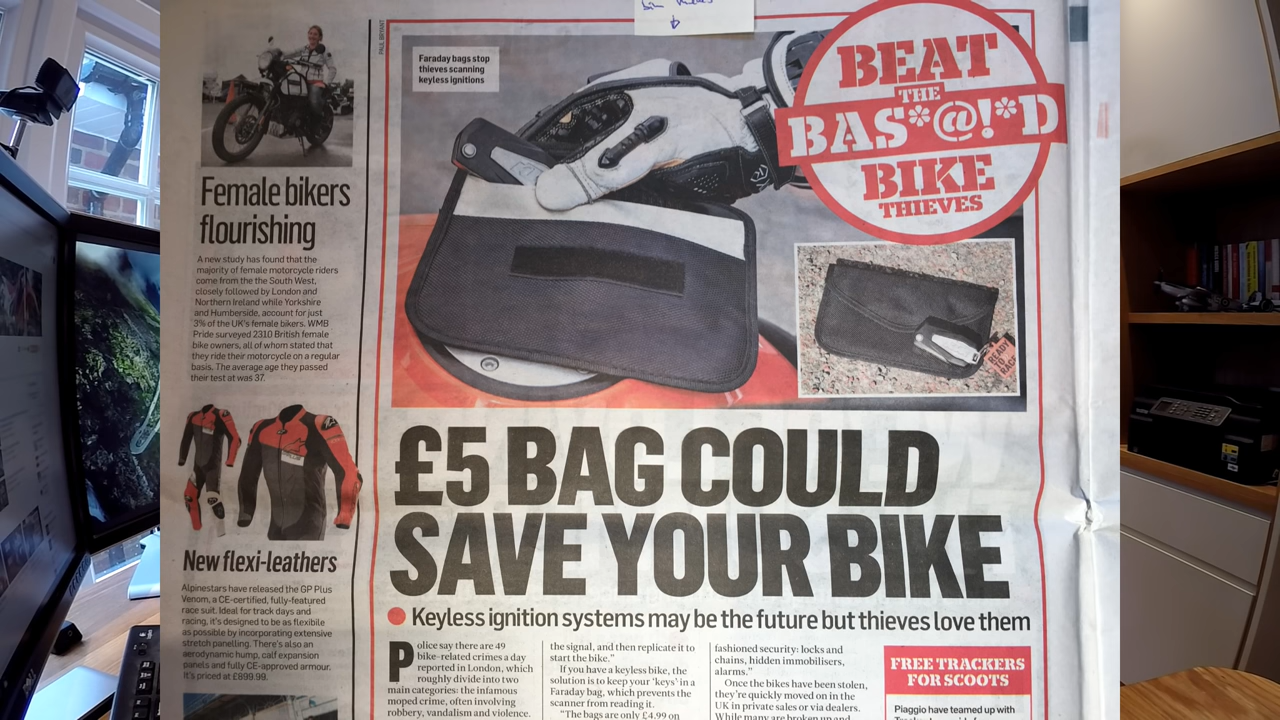 PAUL BRYANT
Female bikers
flourishing
A new study has found that the
majority of female motorcycle riders
come from the the South West,
closely followed by London and
Northern Ireland while Yorkshire
and Humberside, account for just
3% of the UK's female bikers. WMB
Pride surveyed 2310 British female
bike owners, all of whom stated that
they ride their motorcycle on a regular
basis. The average age they passed
their test at was 37.
New flexi-leathers
Alpinestars have released the GP Plus
Venom, a CE-certified, fully-featured
race suit. Ideal for track days and
racing, it's designed to be as flexibile
as possible by incorporating extensive
stretch panelling. There's also an
aerodynamic hump, calf expansion
panels and fully CE-approved armour.
It's priced at £899.99.
Faraday bags stop
thieves scanning
keyless ignitions
BEAT
THE
BAS*@!*D
BIKE
THIEVES
READY
TO
RACE
£5 BAG COULD
SAVE YOUR BIKE
Keyless ignition systems may be the future but thieves love them
Police say there are 49
bike-related crimes a day
reported in London, which
roughly divide into two
main categories: the infamous
moped crime, often involving
robbery, vandalism and violence.
the signal, and then replicate it to
start the bike."
If you have a keyless bike, the
solution is to keep your 'keys' in a
Faraday bag, which prevents the
scanner from reading it.
"The bags are only £4.99 on
fashioned security: locks and
chains, hidden immobilisers,
alarms."
Once the bikes have been stolen,
they're quickly moved on in the
UK in private sales or via dealers.
While many are broken up and
FREE TRACKERS
FOR SCOOTS
Piaggio have teamed up with